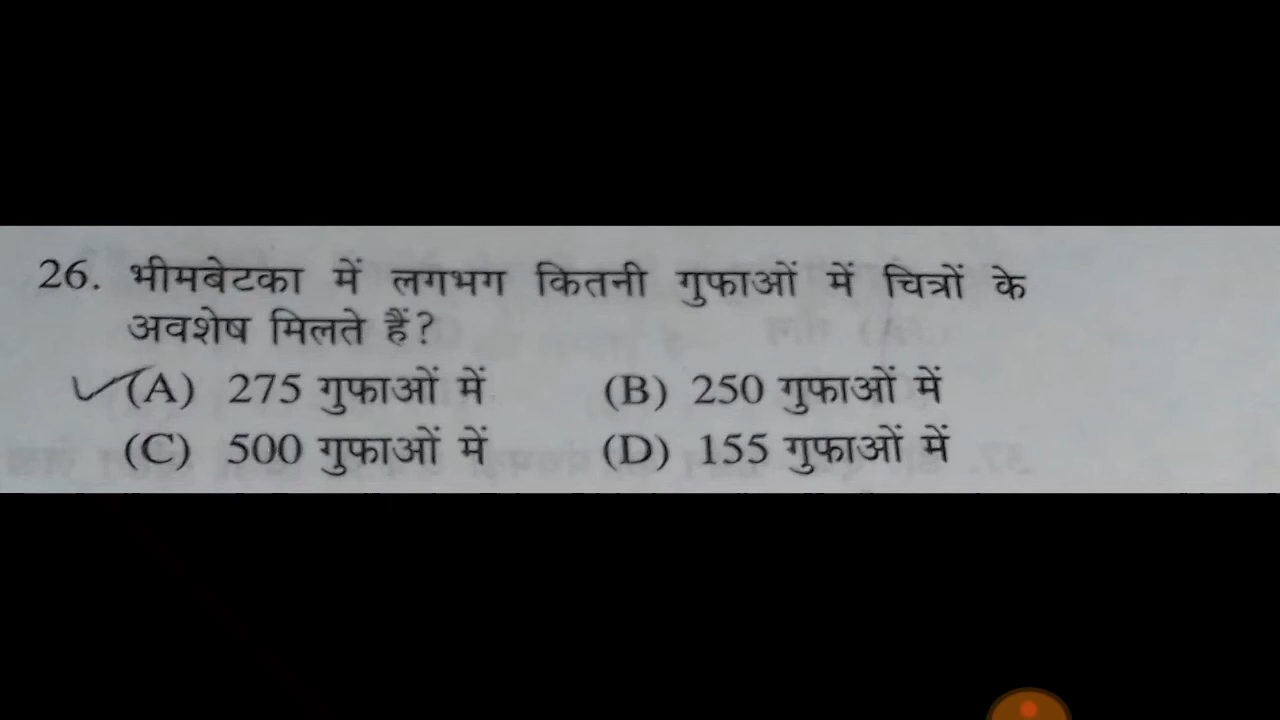 26. भीमबेटका में लगभग कितनी गुफाओं में चित्रों के
अवशेष मिलते हैं?
(A) 275 गुफाओं में (B) 250 गुफाओं में
(C) 500 गुफाओं में (D) 155 गुफाओं में